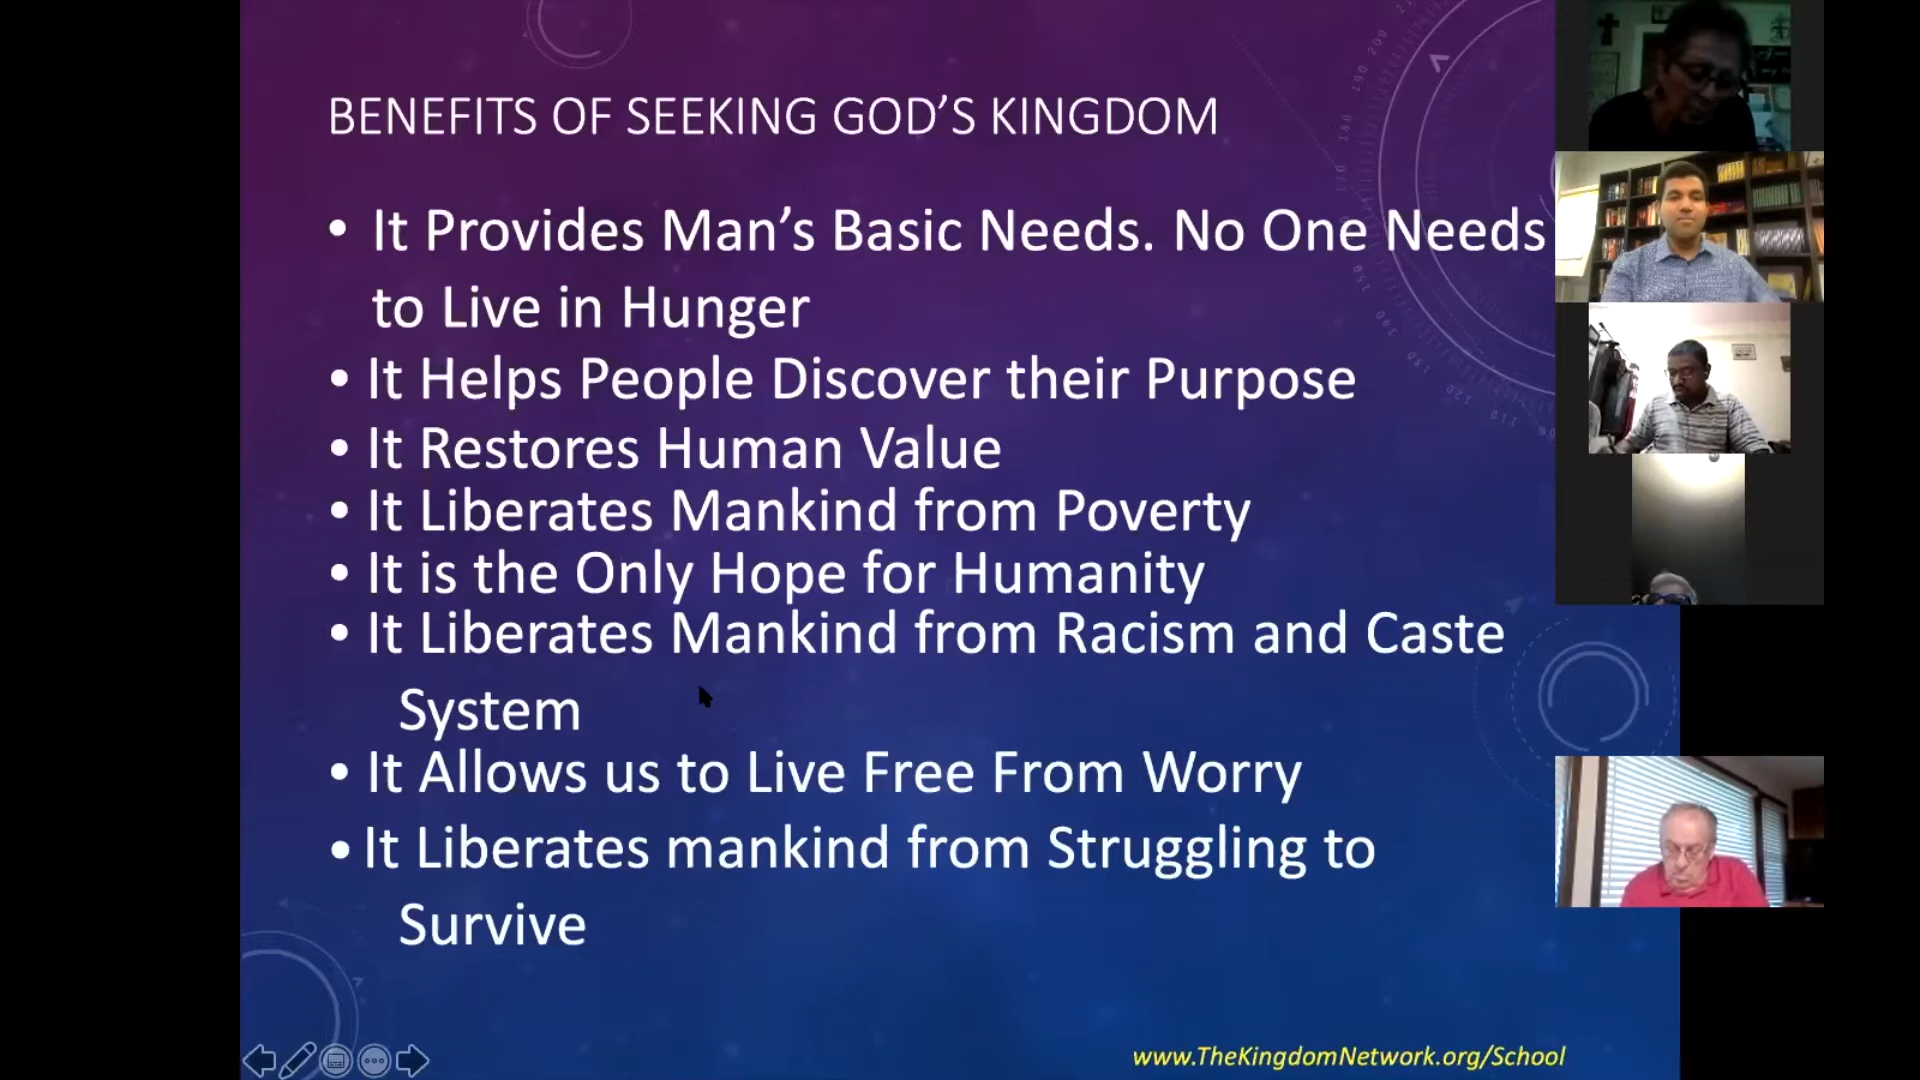 BENEFITS OF SEEKING GOD’S KINGDOM
• It Provides Man’s Basic Needs. No One Needs
to Live in Hunger
• It Helps People Discover their Purpose
• It Restores Human Value
• It Liberates Mankind from Poverty
• It is the Only Hope for Humanity
• It Liberates Mankind from Racism and Caste
System
• It Allows us to Live Free From Worry
• It Liberates mankind from Struggling to
Survive
www.TheKingdomNetwork.org/School